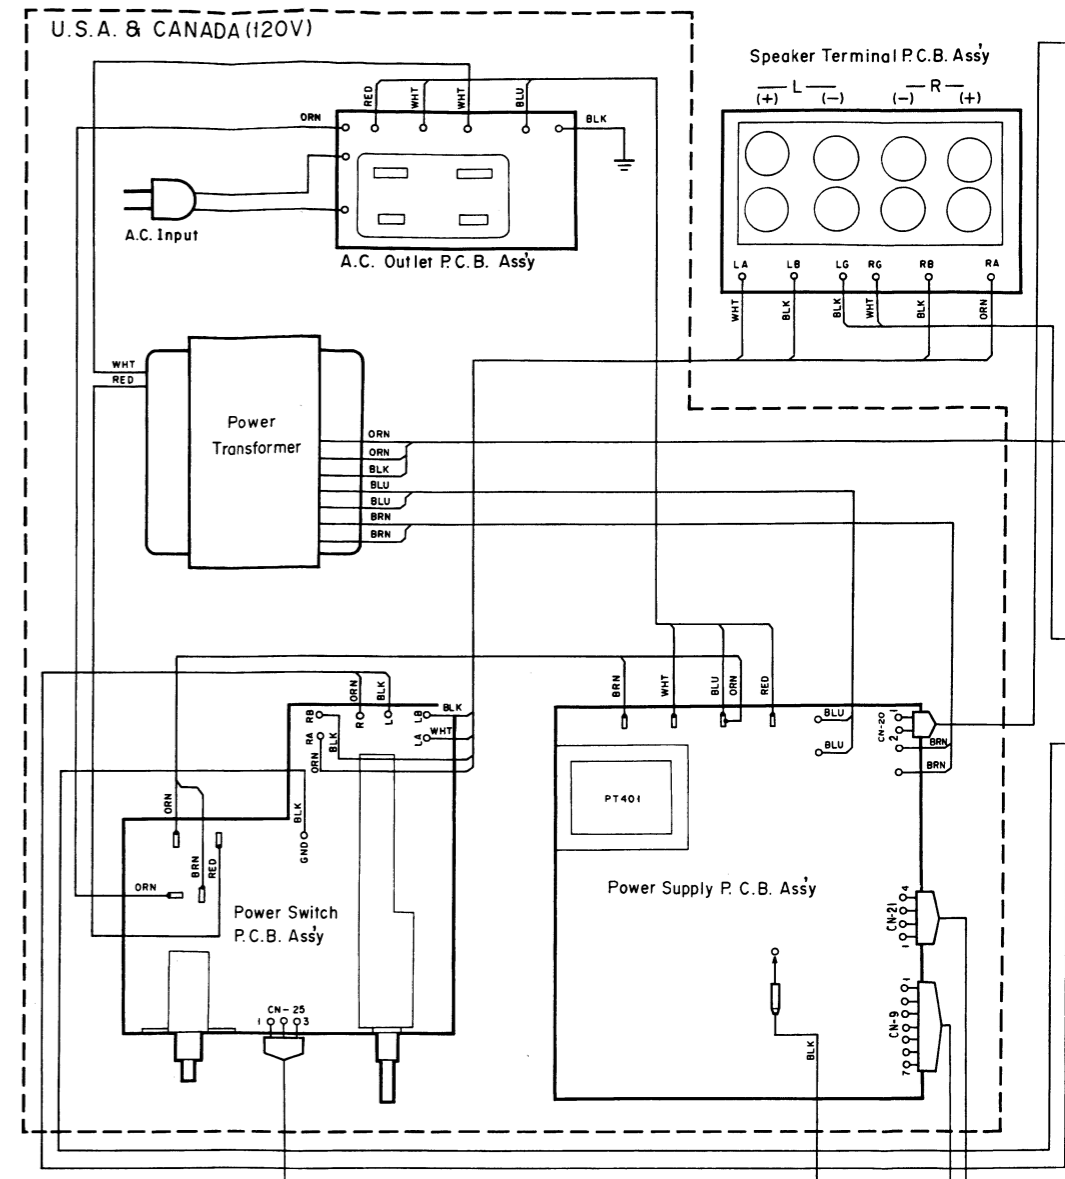 U.S.A. & CANADA (120V)
Speaker Terminal P.C.B. Ass'y
L R
(+) (-) (-) (+)
RED WHT WHT BLU
ORN
BLK
A.C. Input
A.C. Outlet P.C.B. Ass'y
LA LB LG RG RB RA
WHT BLK BLK WHT BLK ORN
WHT
RED
Power
Transformer
ORN
ORN
BLK
BLU
BLU
BRN
BRN
ORN BLK
BRN WHT BLU ORN RED
RB R L LB BLK
RA BLK LA WHT
ORN
BLU
BLU
CN-20
1
2
BRN
BRN
PT401
ORN
BLK
BRN RED
GND
ORN
Power Switch
P.C.B. Ass'y
Power Supply P.C.B. Ass'y
4
CN-21
1
CN-25
1 3
1
CN-9
7
BLK